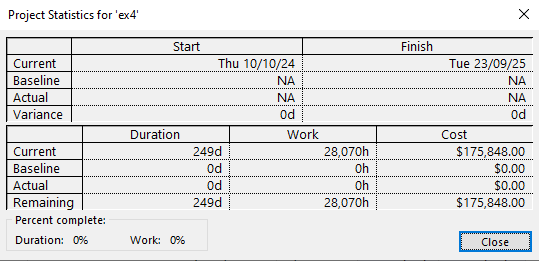 Project Statistics for 'ex4'
Start Finish
Current Thu 10/10/24 Tue 23/09/25
Baseline NA NA
Actual NA NA
Variance 0d 0d
Duration Work Cost
Current 249d 28,070h $175,848.00
Baseline 0d 0h $0.00
Actual 0d 0h $0.00
Remaining 249d 28,070h $175,848.00
Percent complete:
Duration: 0% Work: 0% Close